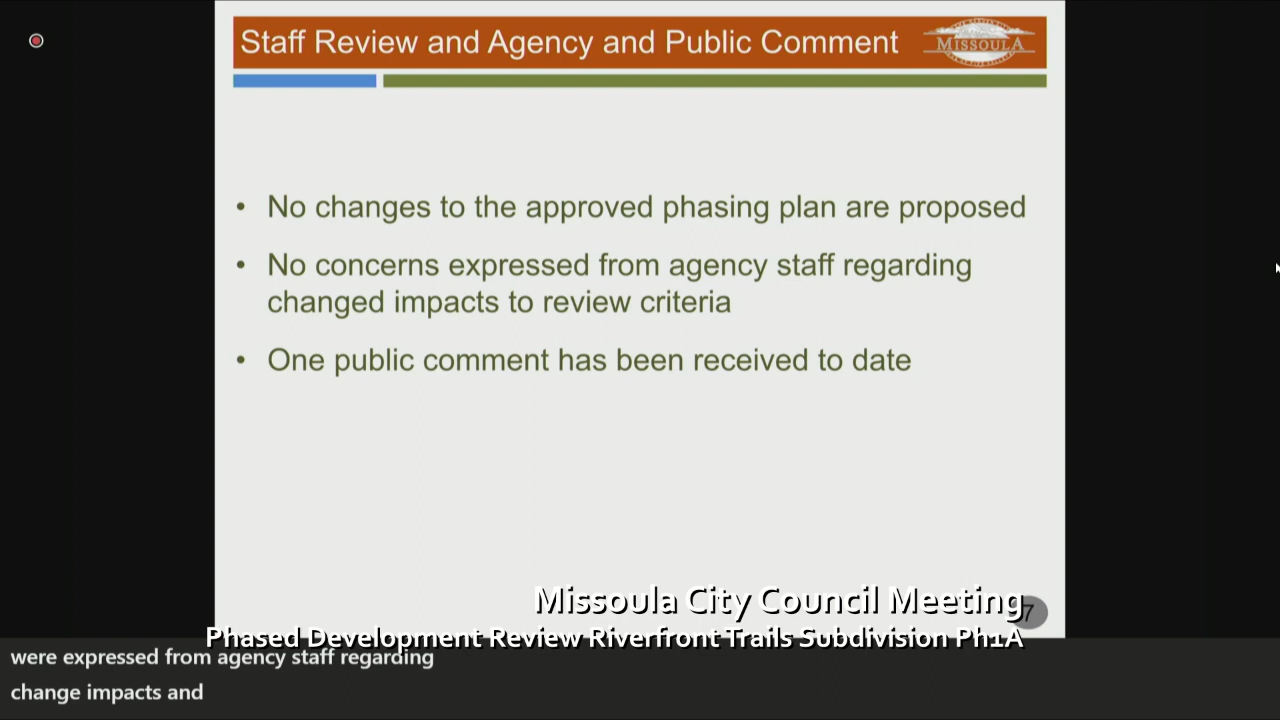 Staff Review and Agency and Public Comment
MISSOULA
• No changes to the approved phasing plan are proposed
• No concerns expressed from agency staff regarding
changed impacts to review criteria
• One public comment has been received to date
Missoula City Council Meeting
7
Phased Development Review Riverfront Trails Subdivision Ph1A
were expressed from agency staff regarding
change impacts and